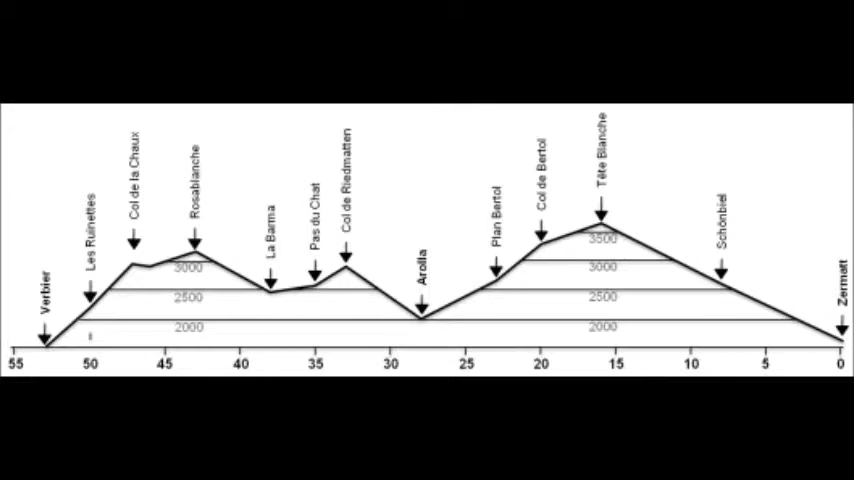 Verbier
Les Ruinettes
Col de la Chaux
Rosablanche
La Barma
Pas du Chat
Col de Riedmatten
Arolla
Plan Bertol
Col de Bertol
Tête Blanche
Schönbiel
Zermatt
3500
3000
3000
2500
2500
2000
2000
55 50 45 40 35 30 25 20 15 10 5 0